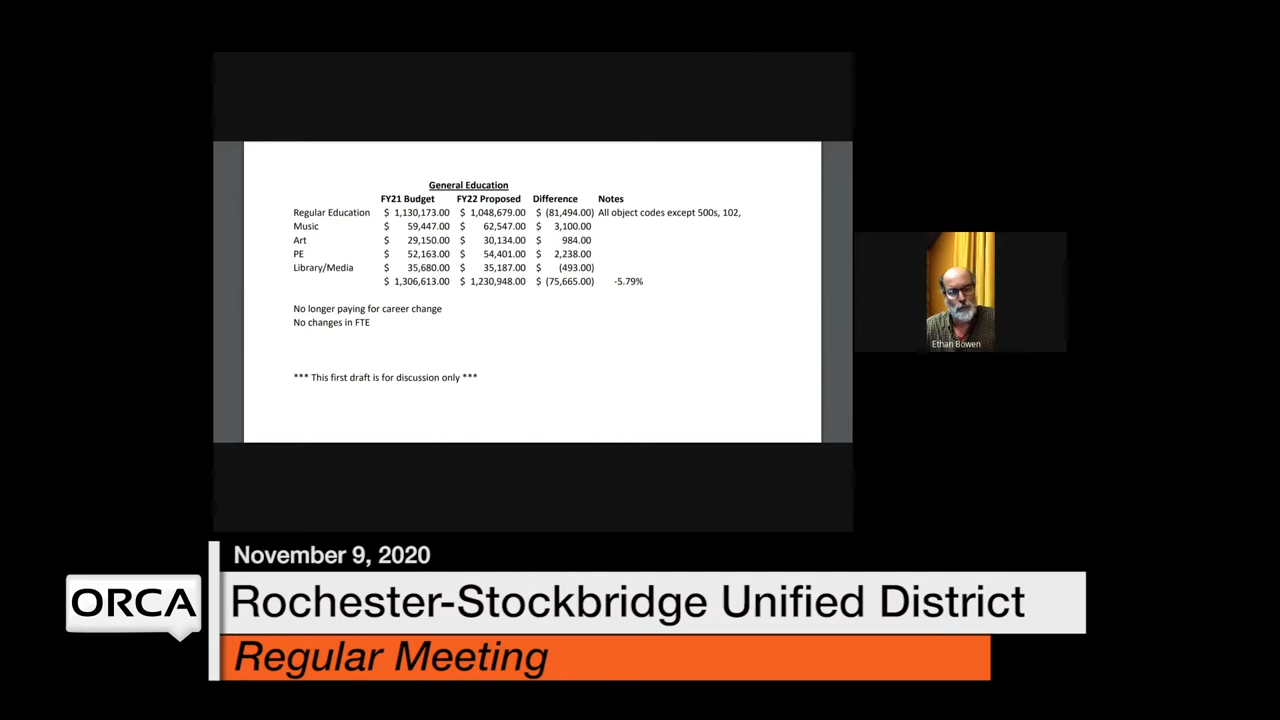 General Education
FY21 Budget FY22 Proposed Difference Notes
Regular Education $ 1,130,173.00 $ 1,048,679.00 $ (81,494.00) All object codes except 500s, 102,
Music $ 59,447.00 $ 62,547.00 $ 3,100.00
Art $ 29,150.00 $ 30,134.00 $ 984.00
PE $ 52,163.00 $ 54,401.00 $ 2,238.00
Library/Media $ 35,680.00 $ 35,187.00 $ (493.00)
$ 1,306,613.00 $ 1,230,948.00 $ (75,665.00) -5.79%
No longer paying for career change
No changes in FTE
*** This first draft is for discussion only ***
Ethan Bowen
November 9, 2020
ORCA Rochester-Stockbridge Unified District
Regular Meeting